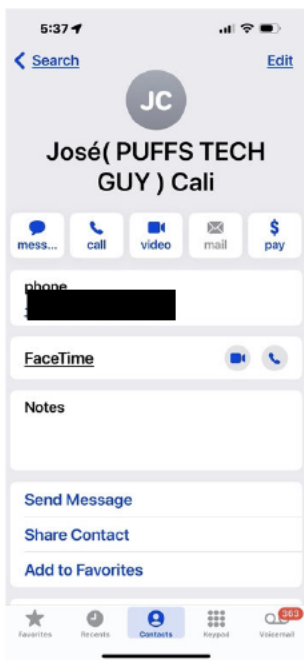 5:37
Search
Edit
JC
José( PUFFS TECH
GUY ) Cali
mess...
call
video
mail
$
pay
phone
FaceTime
Notes
Send Message
Share Contact
Add to Favorites
363
Favorites
Recents
Contacts
Keypad
Voicemail